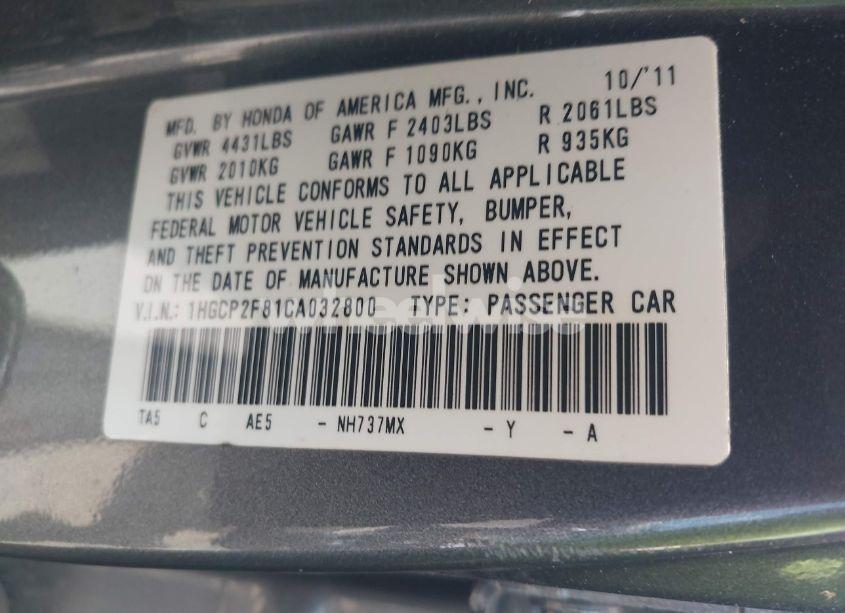 10/'11
MFD. BY HONDA OF AMERICA MFG., INC.
GVWR 4431LBS GAWR F 2403LBS R 2061LBS
GVWR 2010KG GAWR F 1090KG R 935KG
THIS VEHICLE CONFORMS TO ALL APPLICABLE
FEDERAL MOTOR VEHICLE SAFETY, BUMPER,
AND THEFT PREVENTION STANDARDS IN EFFECT
ON THE DATE OF MANUFACTURE SHOWN ABOVE.
V.I.N.: 1HGCP2F81CA032800 TYPE: PASSENGER CAR
wheelwise
TA5 C AE5 - NH737MX - Y - A